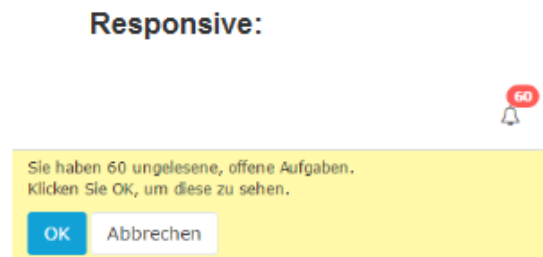 Responsive:
60
Sie haben 60 ungelesene, offene Aufgaben.
Klicken Sie OK, um diese zu sehen.
OK Abbrechen